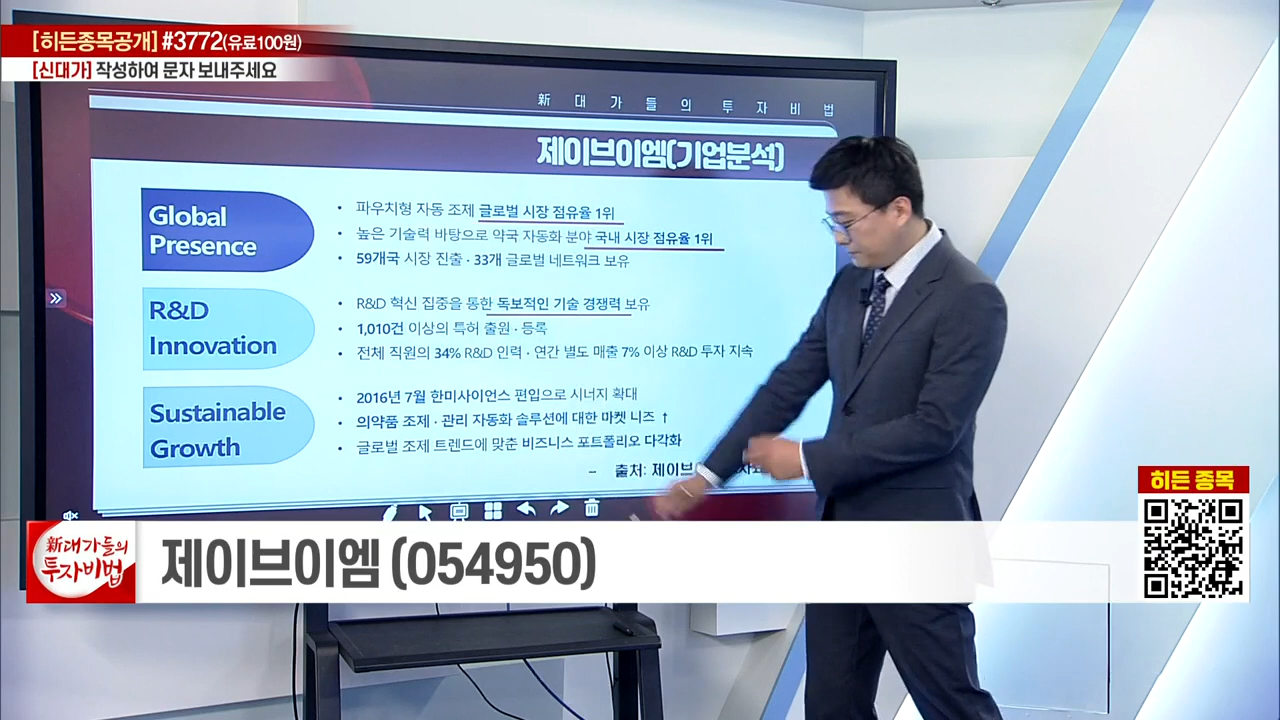 [히든종목공개] #3772(유료100원)
[신대가] 작성하여 문자 보내주세요
新 대 가 들 의 투 자 비 법
제이브이엠(기업분석)
Global
Presence
• 파우치형 자동 조제 글로벌 시장 점유율 1위
• 높은 기술력 바탕으로 약국 자동화 분야 국내 시장 점유율 1위
• 59개국 시장 진출 · 33개 글로벌 네트워크 보유
R&D
Innovation
• R&D 혁신 집중을 통한 독보적인 기술 경쟁력 보유
• 1,010건 이상의 특허 출원 · 등록
• 전체 직원의 34% R&D 인력 · 연간 별도 매출 7% 이상 R&D 투자 지속
Sustainable
Growth
• 2016년 7월 한미사이언스 편입으로 시너지 확대
• 의약품 조제 · 관리 자동화 솔루션에 대한 마켓 니즈 ↑
• 글로벌 조제 트렌드에 맞춘 비즈니스 포트폴리오 다각화
– 출처:
히든 종목
新대가들의
투자비법
제이브이엠 (054950)